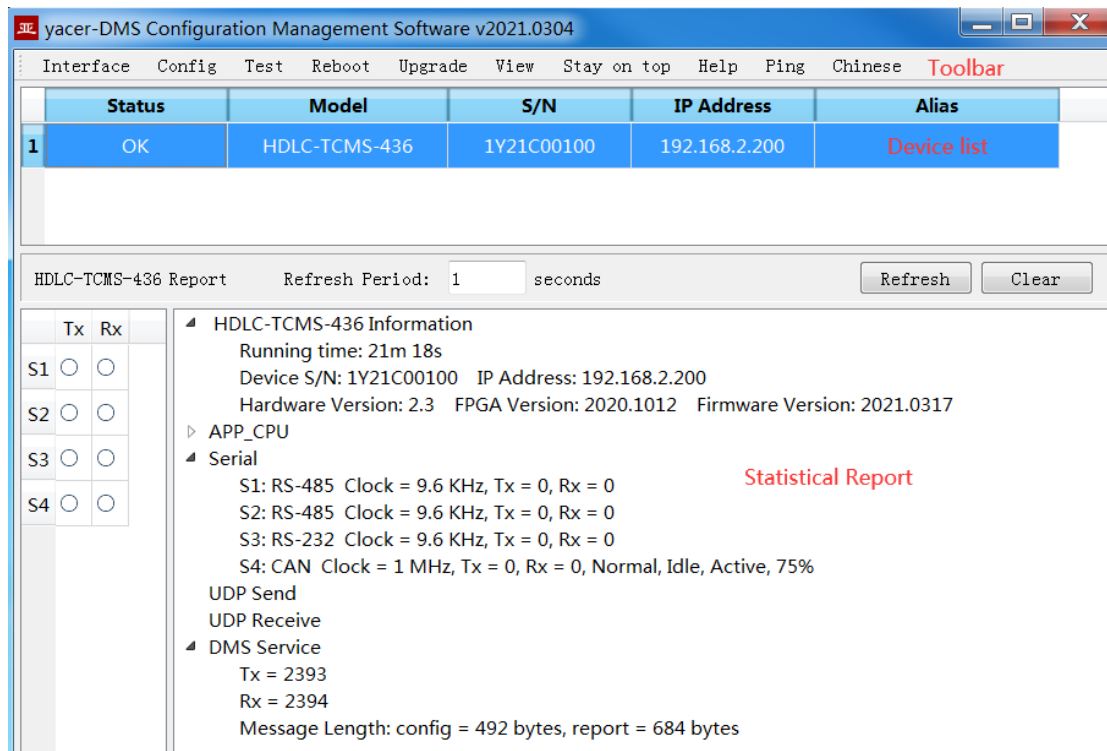 yacer-DMS Configuration Management Software v2021.0304
Interface Config Test Reboot Upgrade View Stay on top Help Ping Chinese Toolbar
Status Model S/N IP Address Alias
1 OK HDLC-TCMS-436 1Y21C00100 192.168.2.200 Device list
HDLC-TCMS-436 Report Refresh Period: 1 seconds Refresh Clear
Tx Rx
S1
S2
S3
S4
HDLC-TCMS-436 Information
Running time: 21m 18s
Device S/N: 1Y21C00100 IP Address: 192.168.2.200
Hardware Version: 2.3 FPGA Version: 2020.1012 Firmware Version: 2021.0317
APP_CPU
Serial
Statistical Report
S1: RS-485 Clock = 9.6 KHz, Tx = 0, Rx = 0
S2: RS-485 Clock = 9.6 KHz, Tx = 0, Rx = 0
S3: RS-232 Clock = 9.6 KHz, Tx = 0, Rx = 0
S4: CAN Clock = 1 MHz, Tx = 0, Rx = 0, Normal, Idle, Active, 75%
UDP Send
UDP Receive
DMS Service
Tx = 2393
Rx = 2394
Message Length: config = 492 bytes, report = 684 bytes